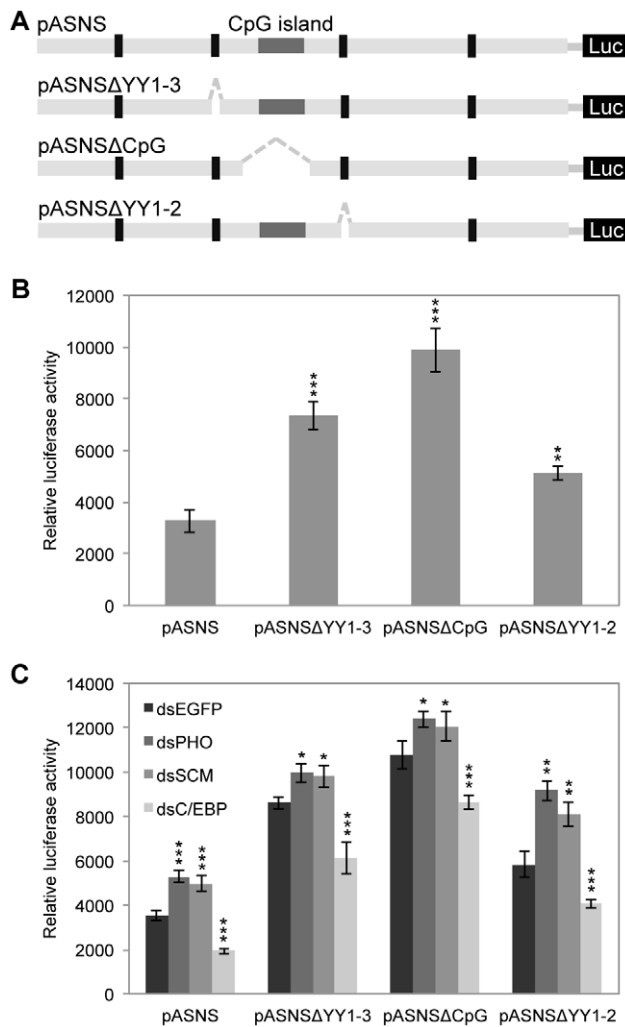 A
pASNS
CpG island
Luc
pASNSΔYY1-3
Luc
pASNSΔCpG
Luc
pASNSΔYY1-2
Luc
B
Relative luciferase activity
12000
10000
8000
6000
4000
2000
0
***
***
**
pASNS
pASNSΔYY1-3
pASNSΔCpG
pASNSΔYY1-2
C
Relative luciferase activity
14000
12000
10000
8000
6000
4000
2000
0
dsEGFP
dsPHO
dsSCM
dsC/EBP
***
***
***
*
*
***
*
*
***
**
**
***
pASNS
pASNSΔYY1-3
pASNSΔCpG
pASNSΔYY1-2